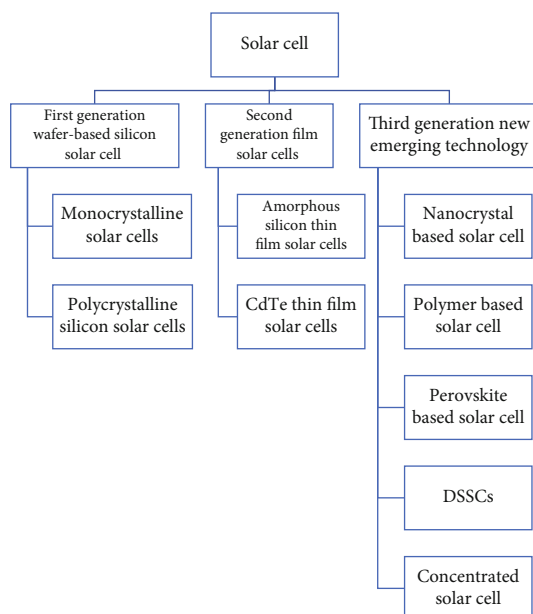 Solar cell
First generation
wafer-based silicon
solar cell
Second
generation film
solar cells
Third generation new
emerging technology
Monocrystalline
solar cells
Polycrystalline
silicon solar cells
Amorphous
silicon thin
film solar cells
CdTe thin film
solar cells
Nanocrystal
based solar cell
Polymer based
solar cell
Perovskite
based solar cell
DSSCs
Concentrated
solar cell